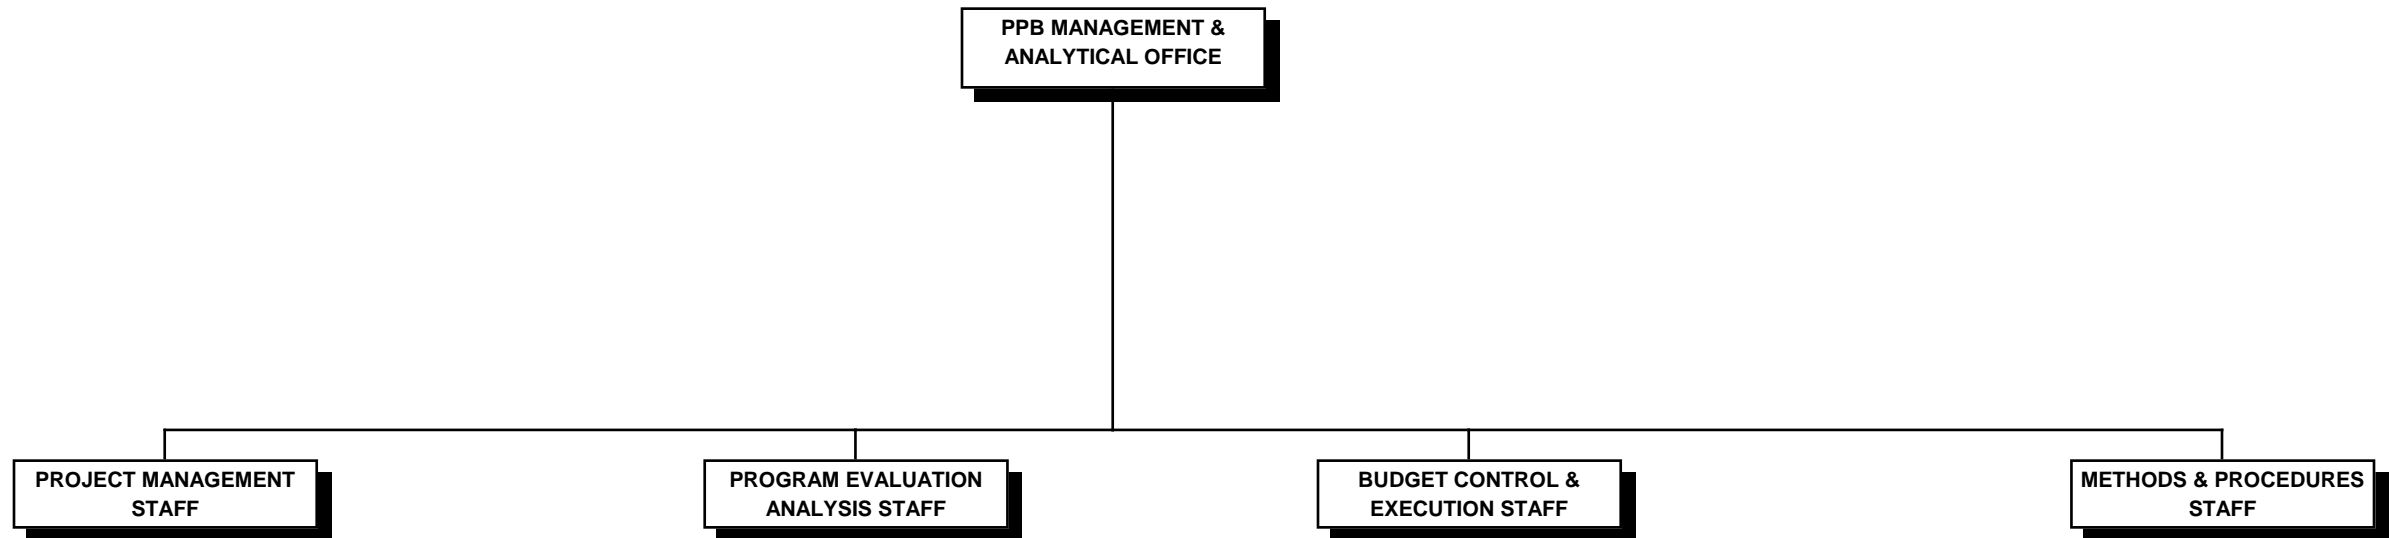 PPB MANAGEMENT &
ANALYTICAL OFFICE
PROJECT MANAGEMENT
STAFF
PROGRAM EVALUATION
ANALYSIS STAFF
BUDGET CONTROL &
EXECUTION STAFF
METHODS & PROCEDURES
STAFF